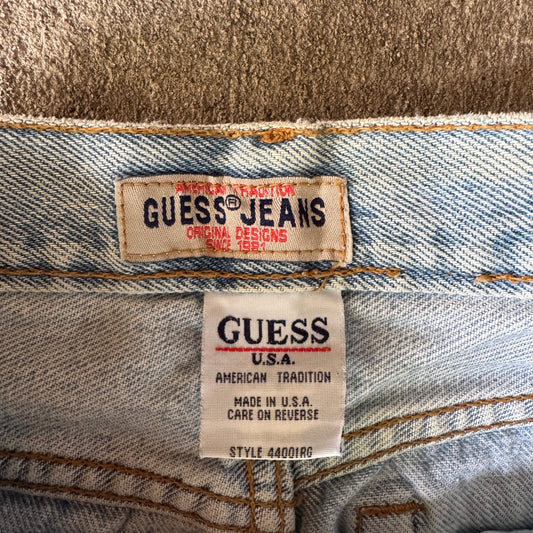 AMERICAN TRADITION
GUESS® JEANS
ORIGINAL DESIGNS
SINCE 1981
GUESS
U.S.A.
AMERICAN TRADITION
MADE IN U.S.A.
CARE ON REVERSE
STYLE 44001RG